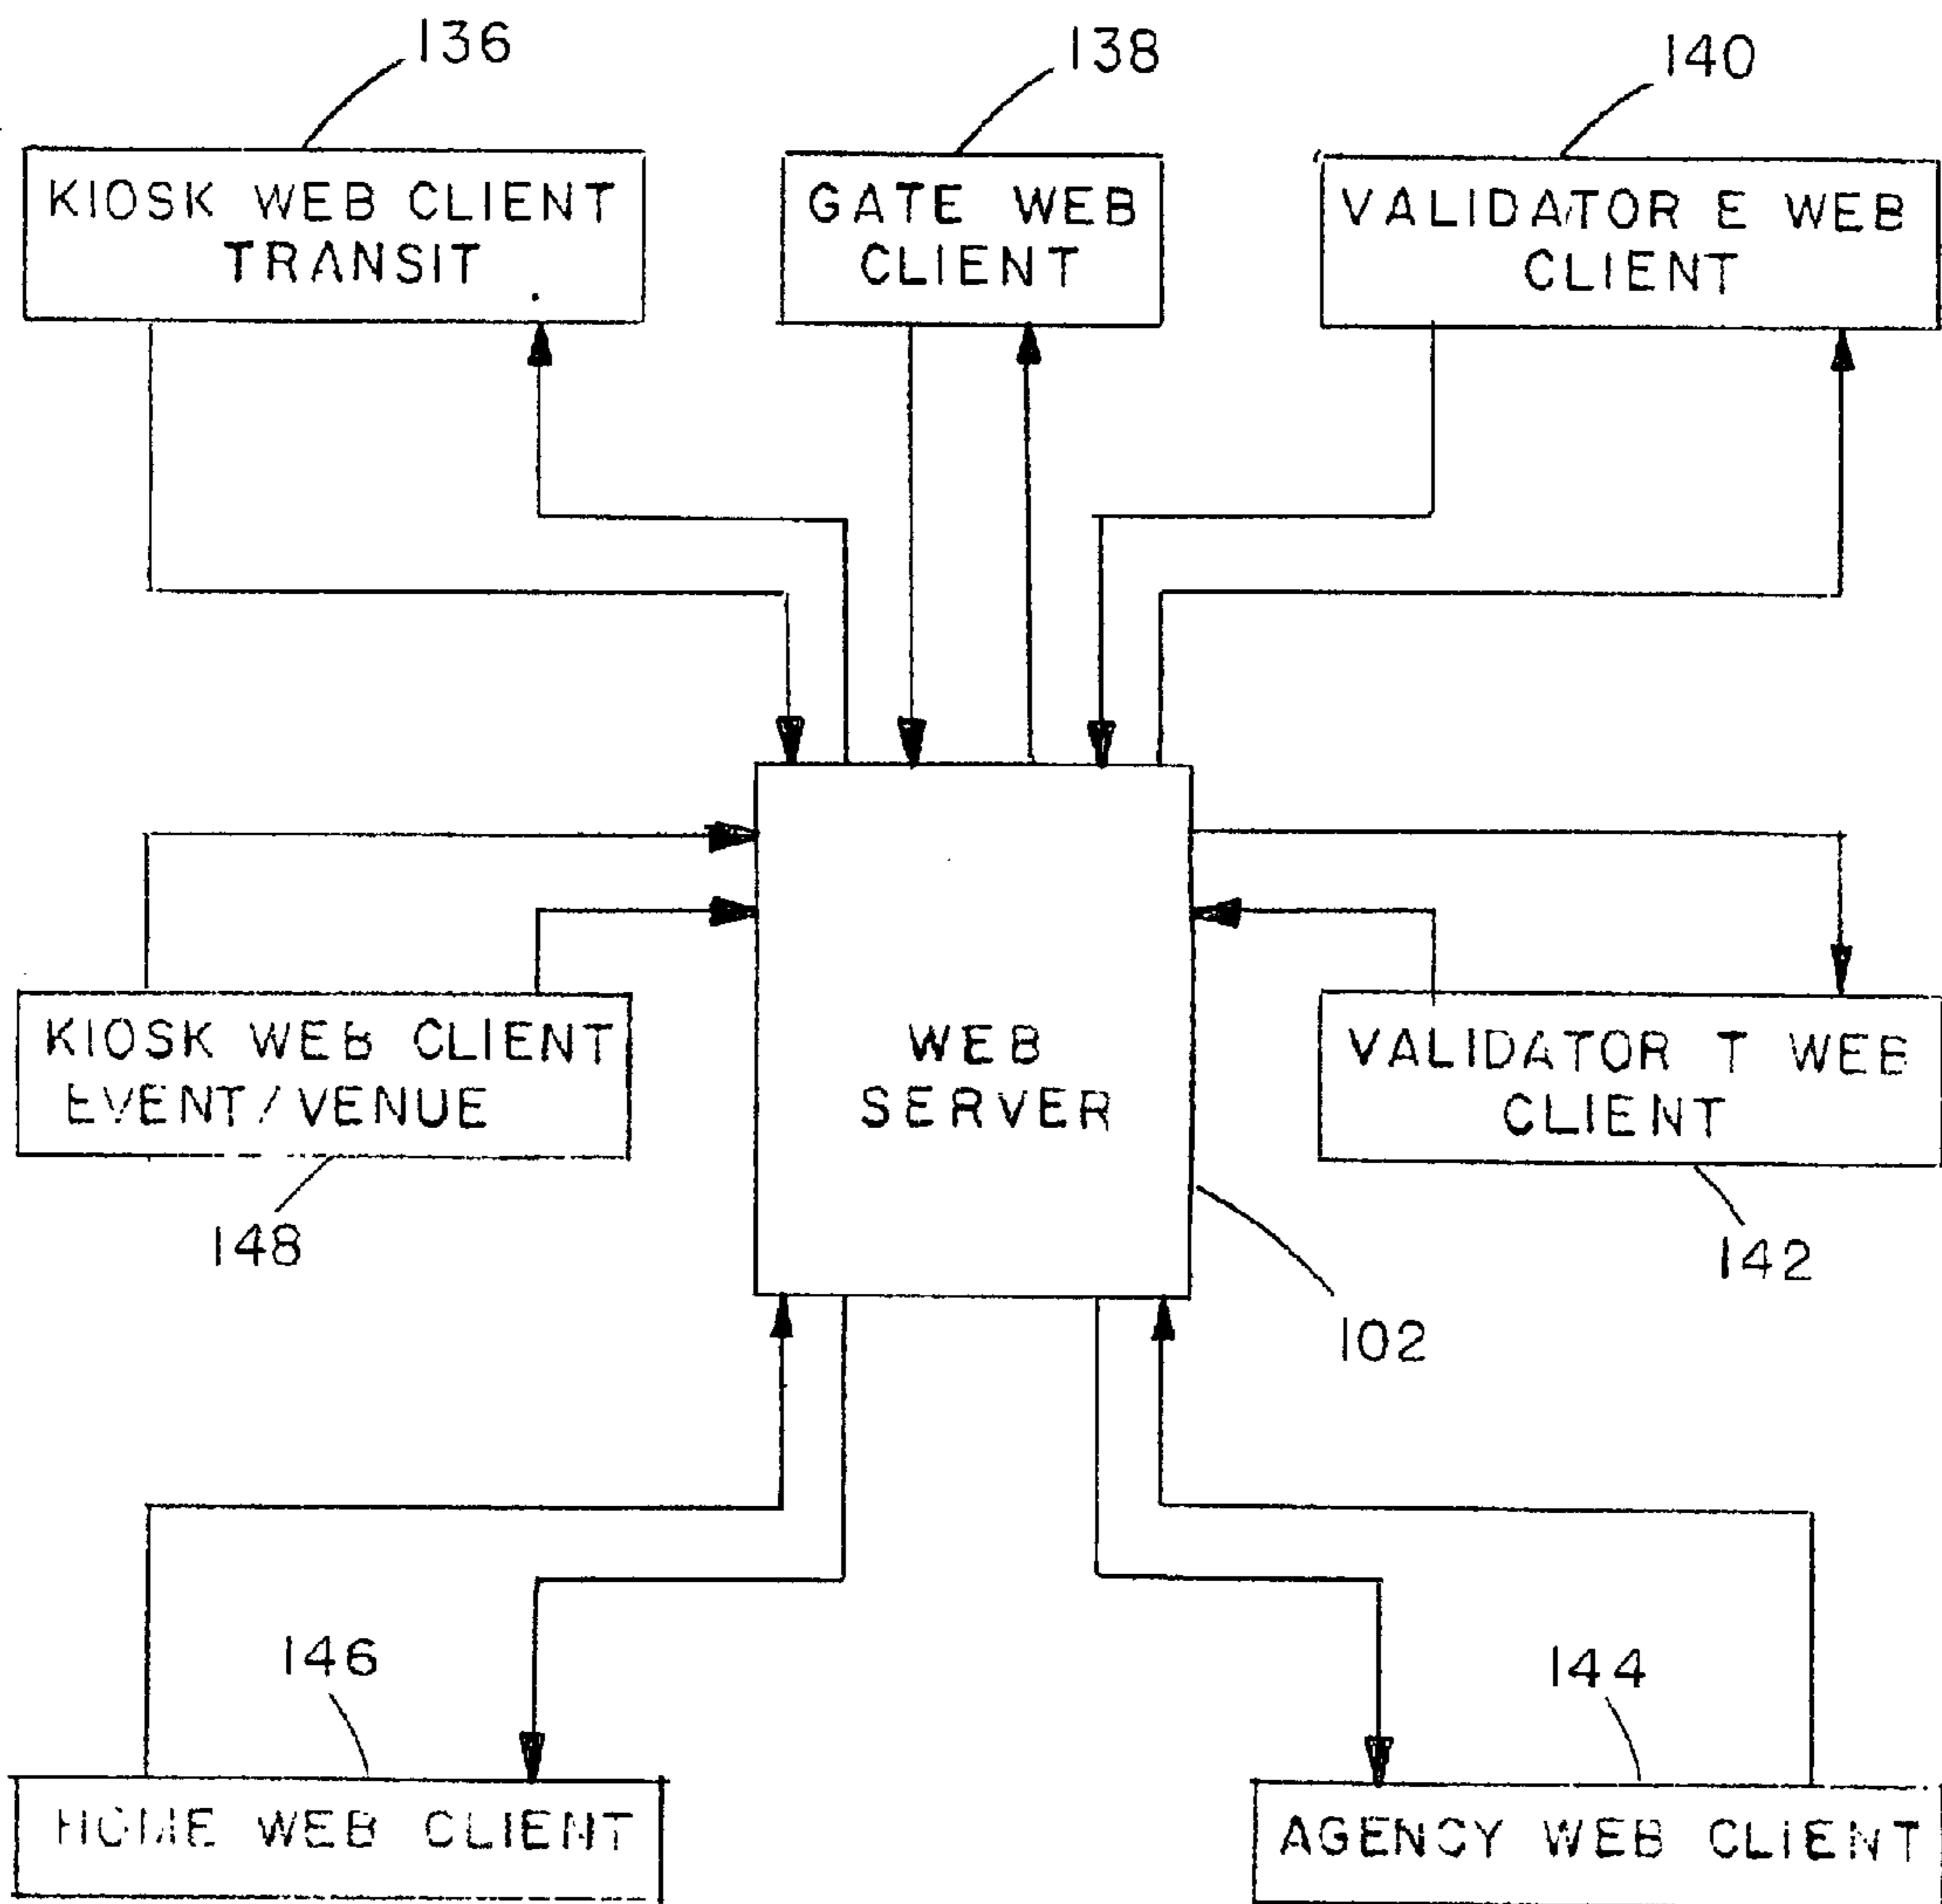 136
138
140
KIOSK WEB CLIENT
TRANSIT
GATE WEB
CLIENT
VALIDATOR E WEB
CLIENT
KIOSK WEB CLIENT
EVENT/VENUE
WEB
SERVER
VALIDATOR T WEB
CLIENT
148
142
102
146
144
HOME WEB CLIENT
AGENCY WEB CLIENT